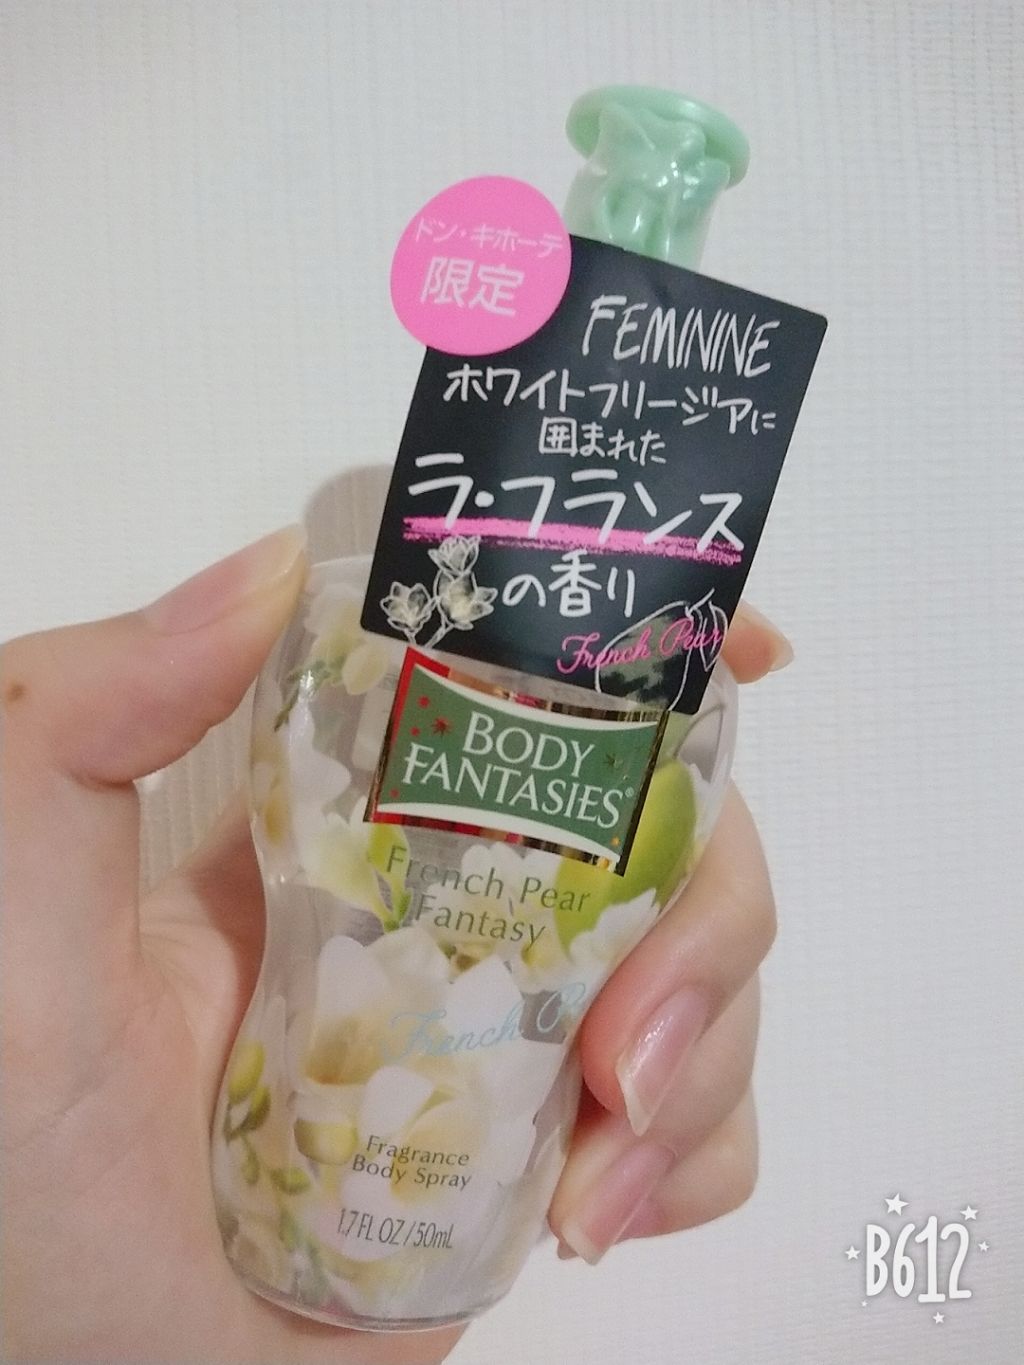 ドン・キホーテ
限定
FEMININE
ホワイトフリージアに
囲まれた
ラ・フランス
の香り
French Pear
BODY
FANTASIES®
French Pear
Fantasy
French
Fragrance
Body Spray
1.7 FL OZ / 50mL
B612